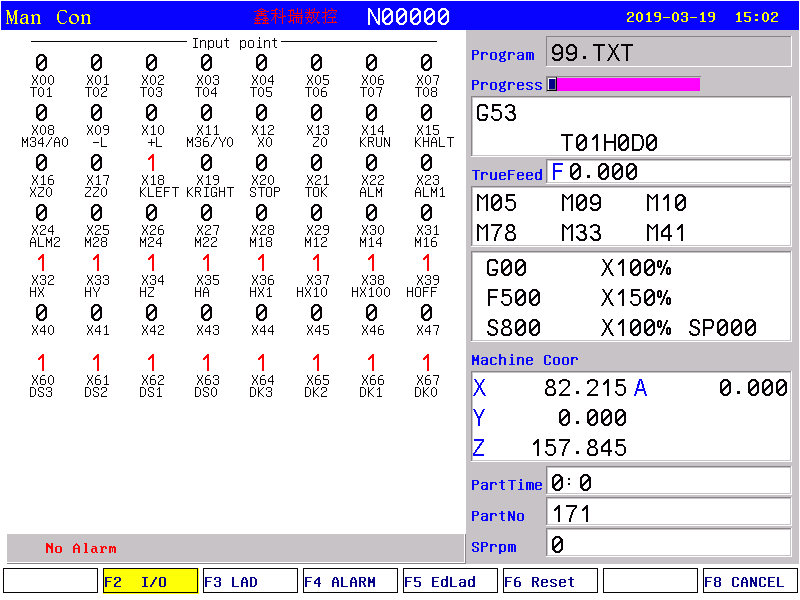 Man Con 鑫科瑞数控 N00000 2019-03-19 15:02
Input point
0 0 0 0 0 0 0 0
X00 X01 X02 X03 X04 X05 X06 X07
T01 T02 T03 T04 T05 T06 T07 T08
0 0 0 0 0 0 0 0
X08 X09 X10 X11 X12 X13 X14 X15
M34/A0 -L +L M36/Y0 X0 Z0 KRUN KHALT
0 0 1 0 0 0 0 0
X16 X17 X18 X19 X20 X21 X22 X23
XZ0 ZZ0 KLEFT KRIGHT STOP TOK ALM ALM1
0 0 0 0 0 0 0 0
X24 X25 X26 X27 X28 X29 X30 X31
ALM2 M28 M24 M22 M18 M12 M14 M16
1 1 1 1 1 1 1 1
X32 X33 X34 X35 X36 X37 X38 X39
HX HY HZ HA HX1 HX10 HX100 HOFF
0 0 0 0 0 0 0 0
X40 X41 X42 X43 X44 X45 X46 X47
1 1 1 1 1 1 1 1
X60 X61 X62 X63 X64 X65 X66 X67
DS3 DS2 DS1 DS0 DK3 DK2 DK1 DK0
No Alarm
Program 99.TXT
Progress
G53
T01H0D0
TrueFeed F 0.000
M05 M09 M10
M78 M33 M41
G00 X100%
F500 X150%
S800 X100% SP000
Machine Coor
X 82.215 A 0.000
Y 0.000
Z 157.845
PartTime 0: 0
PartNo 171
SPrpm 0
F2 I/O F3 LAD F4 ALARM F5 EdLad F6 Reset F8 CANCEL